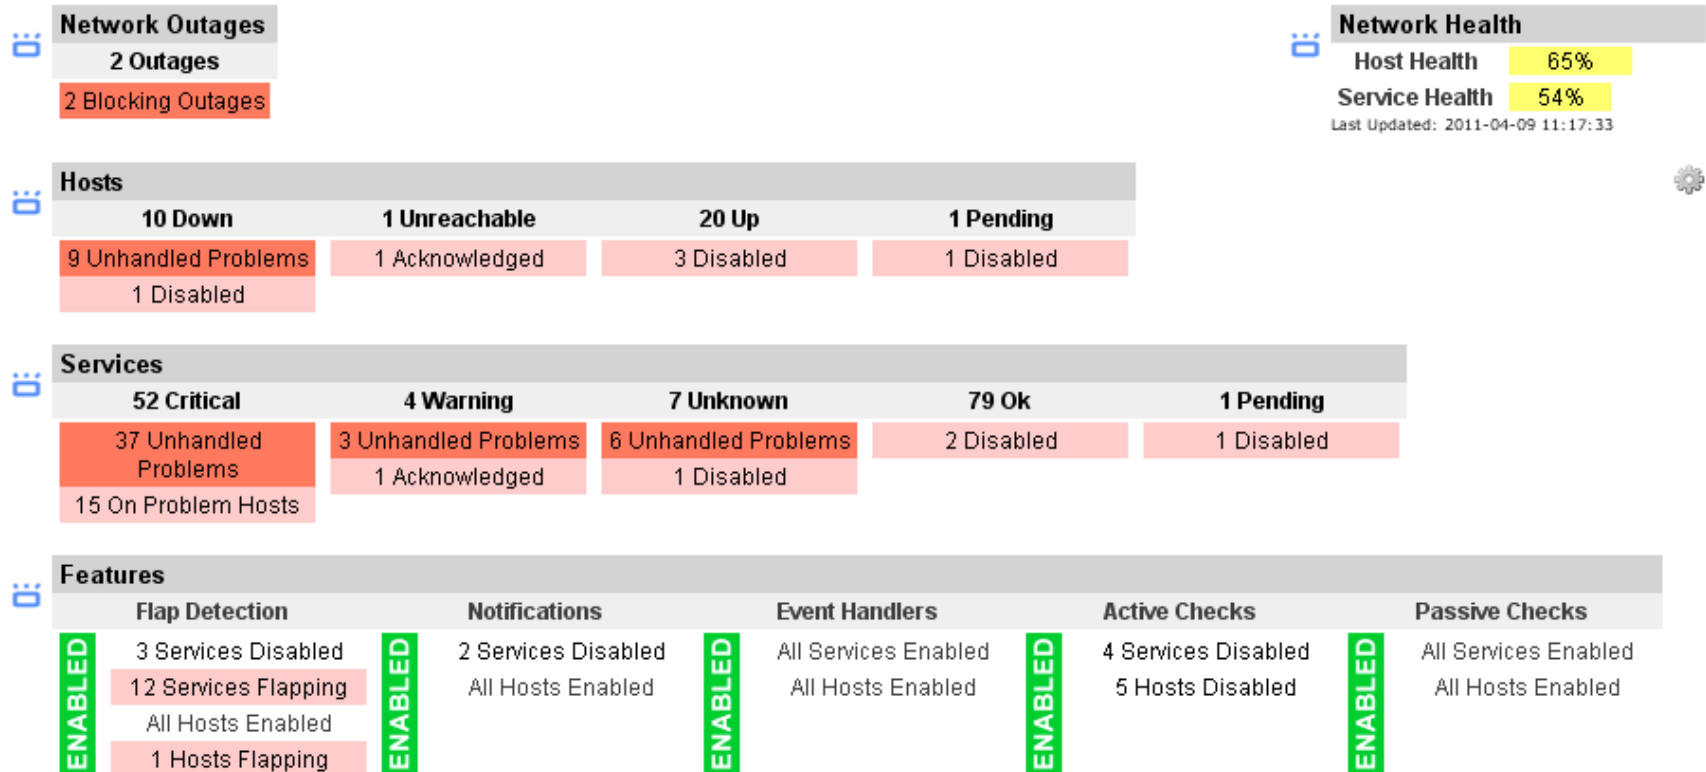 Network Outages
2 Outages
2 Blocking Outages
Network Health
Host Health 65%
Service Health 54%
Last Updated: 2011-04-09 11:17:33
Hosts
10 Down 1 Unreachable 20 Up 1 Pending
9 Unhandled Problems 1 Acknowledged 3 Disabled 1 Disabled
1 Disabled
Services
52 Critical 4 Warning 7 Unknown 79 Ok 1 Pending
37 Unhandled 3 Unhandled Problems 6 Unhandled Problems 2 Disabled 1 Disabled
Problems 1 Acknowledged 1 Disabled
15 On Problem Hosts
Features
Flap Detection Notifications Event Handlers Active Checks Passive Checks
ENABLED ENABLED ENABLED ENABLED ENABLED
3 Services Disabled 2 Services Disabled All Services Enabled 4 Services Disabled All Services Enabled
12 Services Flapping All Hosts Enabled All Hosts Enabled 5 Hosts Disabled All Hosts Enabled
All Hosts Enabled
1 Hosts Flapping